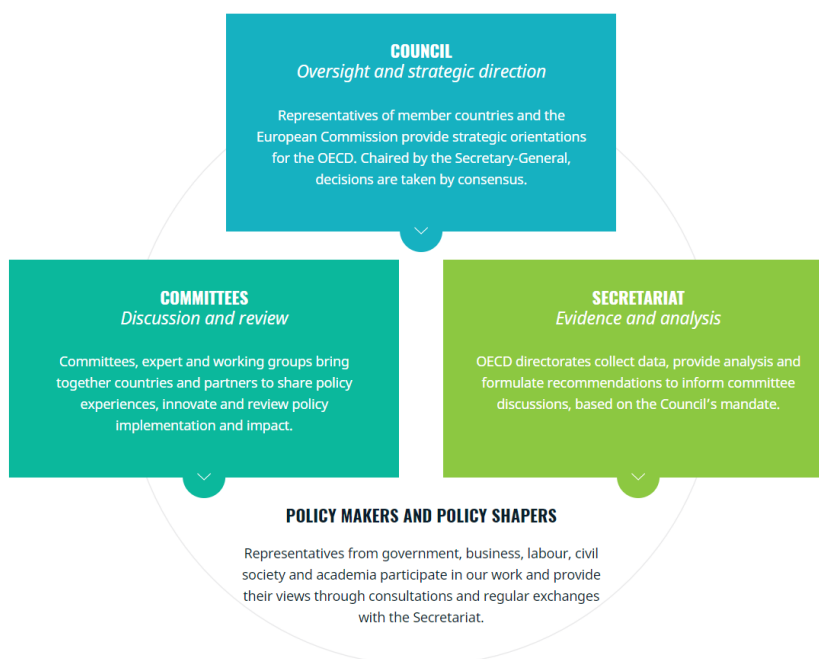 COUNCIL
Oversight and strategic direction
Representatives of member countries and the
European Commission provide strategic orientations
for the OECD. Chaired by the Secretary-General,
decisions are taken by consensus.
COMMITTEES
Discussion and review
Committees, expert and working groups bring
together countries and partners to share policy
experiences, innovate and review policy
implementation and impact.
SECRETARIAT
Evidence and analysis
OECD directorates collect data, provide analysis and
formulate recommendations to inform committee
discussions, based on the Council's mandate.
POLICY MAKERS AND POLICY SHAPERS
Representatives from government, business, labour, civil
society and academia participate in our work and provide
their views through consultations and regular exchanges
with the Secretariat.